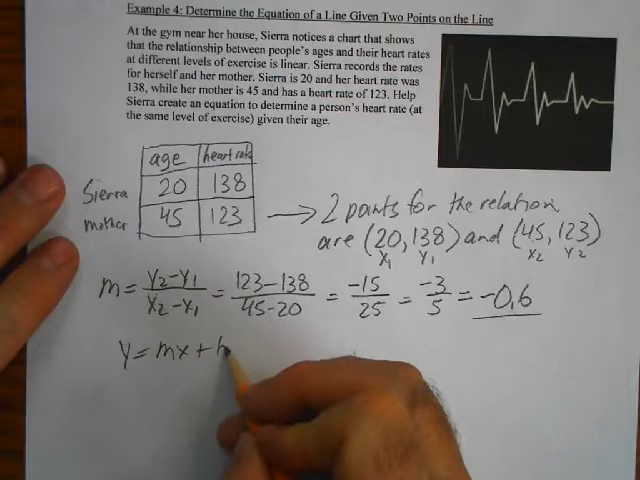 Example 4: Determine the Equation of a Line Given Two Points on the Line
At the gym near her house, Sierra notices a chart that shows
that the relationship between people's ages and their heart rates
at different levels of exercise is linear. Sierra records the rates
for herself and her mother. Sierra is 20 and her heart rate was
138, while her mother is 45 and has a heart rate of 123. Help
Sierra create an equation to determine a person's heart rate (at
the same level of exercise) given their age.
age heart rate
Sierra 20 138
mother 45 123
→ 2 points for the relation
are (20, 138) and (45, 123)
x₁ y₁ x₂ y₂
m = y₂-y₁/x₂-x₁ = 123-138/45-20 = -15/25 = -3/5 = -0.6
y = mx + b